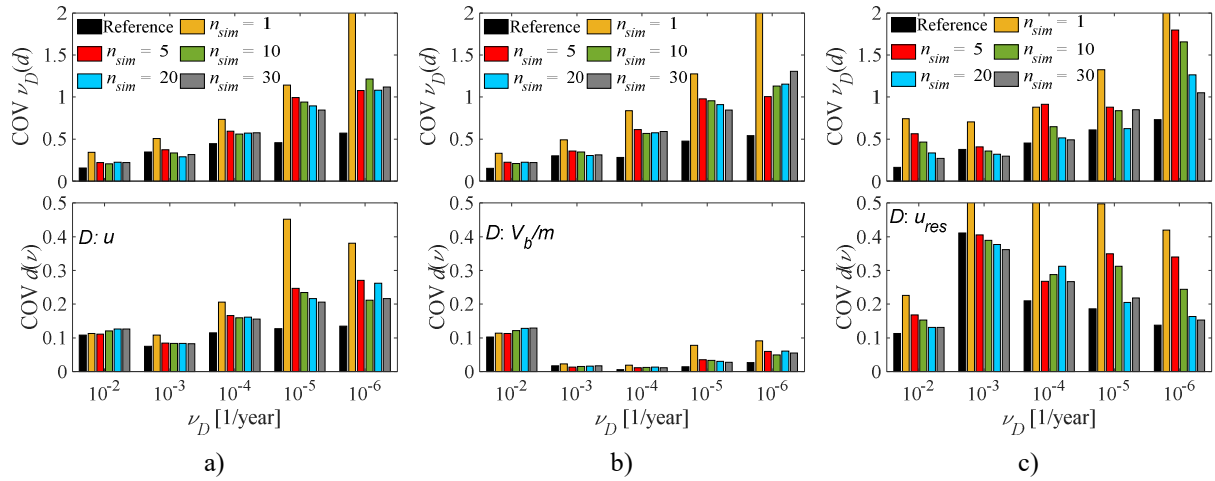 2
1.5
1
0.5
0
COV ν_D(d)
Reference n_sim = 1
n_sim = 5 n_sim = 10
n_sim = 20 n_sim = 30
0.5
0.4
0.3
0.2
0.1
0
COV d(ν)
D: u
10^-2 10^-3 10^-4 10^-5 10^-6
ν_D [1/year]
a)
2
1.5
1
0.5
0
COV ν_D(d)
Reference n_sim = 1
n_sim = 5 n_sim = 10
n_sim = 20 n_sim = 30
0.5
0.4
0.3
0.2
0.1
0
COV d(ν)
D: V_b/m
10^-2 10^-3 10^-4 10^-5 10^-6
ν_D [1/year]
b)
2
1.5
1
0.5
0
COV ν_D(d)
Reference n_sim = 1
n_sim = 5 n_sim = 10
n_sim = 20 n_sim = 30
0.5
0.4
0.3
0.2
0.1
0
COV d(ν)
D: u_res
10^-2 10^-3 10^-4 10^-5 10^-6
ν_D [1/year]
c)